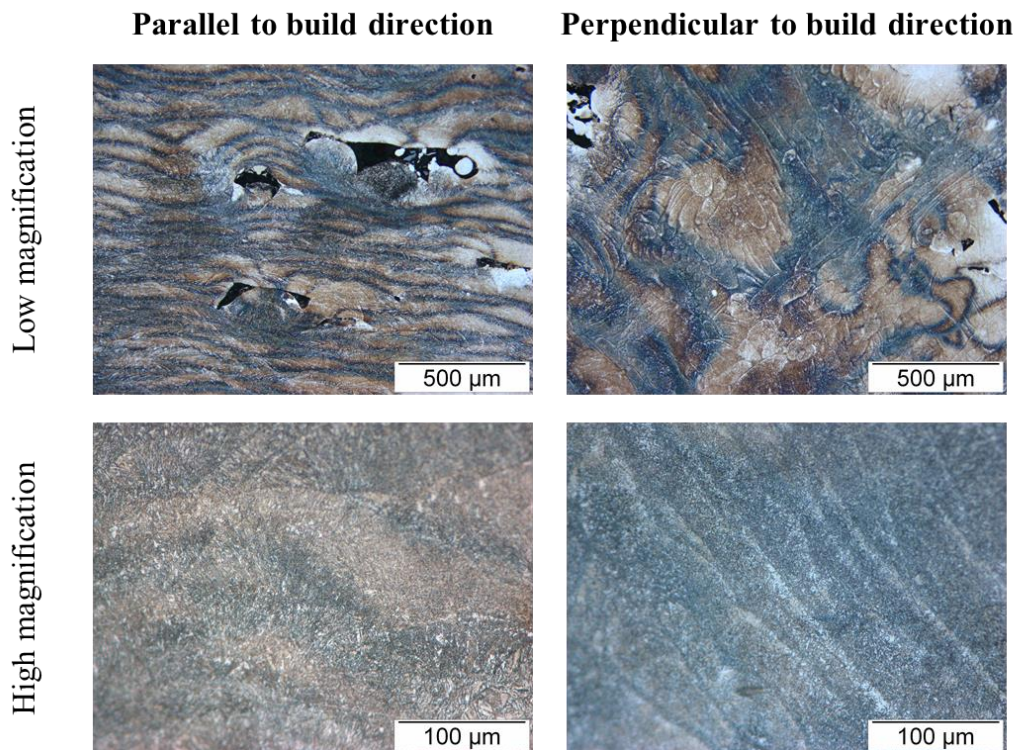 Parallel to build direction
Perpendicular to build direction
Low magnification
500 µm
500 µm
High magnification
100 µm
100 µm